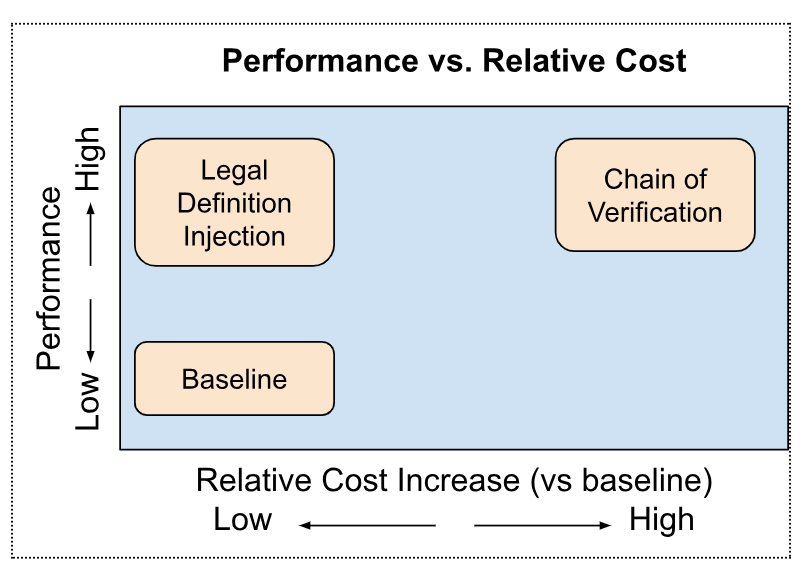 Performance vs. Relative Cost
Performance
High
Low
Legal
Definition
Injection
Chain of
Verification
Baseline
Relative Cost Increase (vs baseline)
Low
High